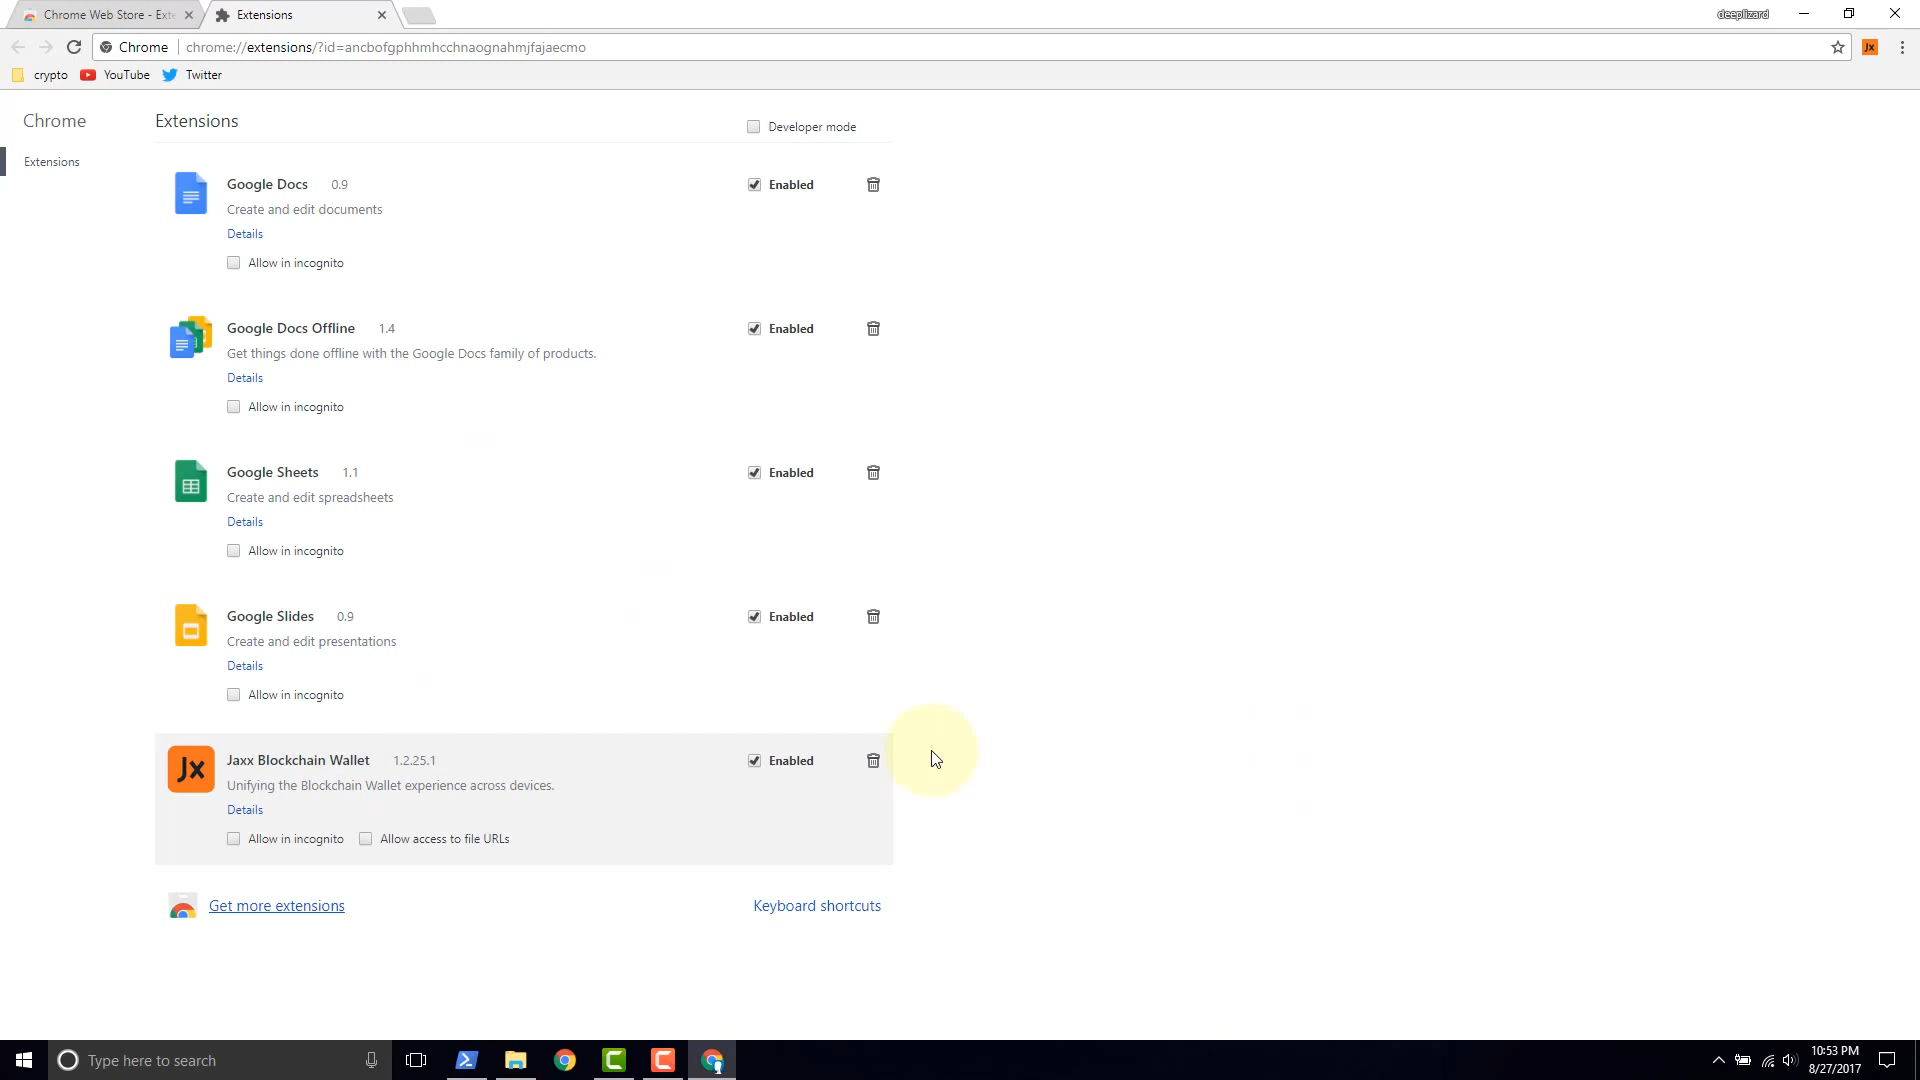 Chrome Web Store - Exte
Extensions
deeplizard
Chrome
chrome://extensions/?id=ancbofgphhmhcchnaognahmjfajaecmo
Jx
crypto
YouTube
Twitter
Chrome
Extensions
Developer mode
Extensions
Google Docs 0.9
Enabled
Create and edit documents
Details
Allow in incognito
Google Docs Offline 1.4
Enabled
Get things done offline with the Google Docs family of products.
Details
Allow in incognito
Google Sheets 1.1
Enabled
Create and edit spreadsheets
Details
Allow in incognito
Google Slides 0.9
Enabled
Create and edit presentations
Details
Allow in incognito
Jx
Jaxx Blockchain Wallet 1.2.25.1
Enabled
Unifying the Blockchain Wallet experience across devices.
Details
Allow in incognito
Allow access to file URLs
Get more extensions
Keyboard shortcuts
Type here to search
10:53 PM
8/27/2017